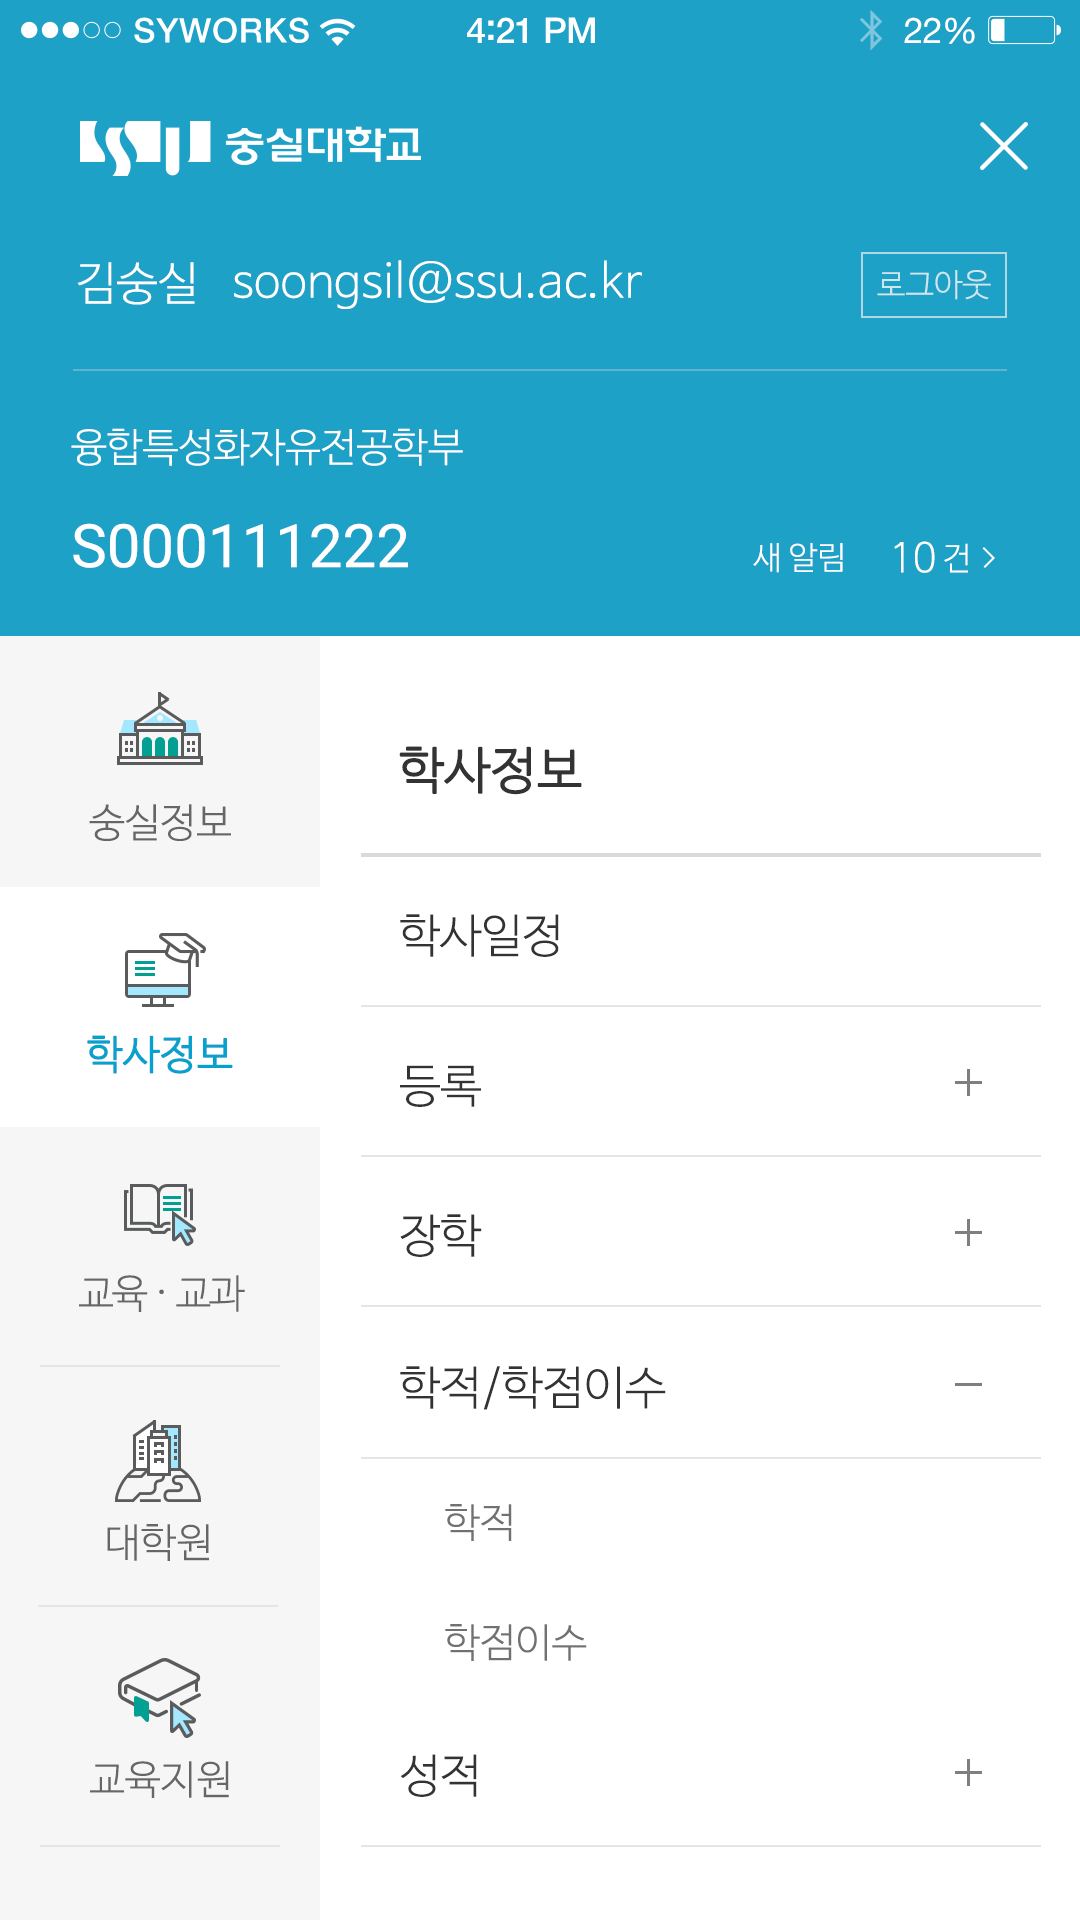 SYWORKS 4:21 PM 22%
숭실대학교
김숭실 soongsil@ssu.ac.kr 로그아웃
융합특성화자유전공학부
S000111222
새 알림 10 건 >
숭실정보
학사정보
교육 · 교과
대학원
교육지원
학사정보
학사일정
등록 +
장학 +
학적/학점이수 −
학적
학점이수
성적 +